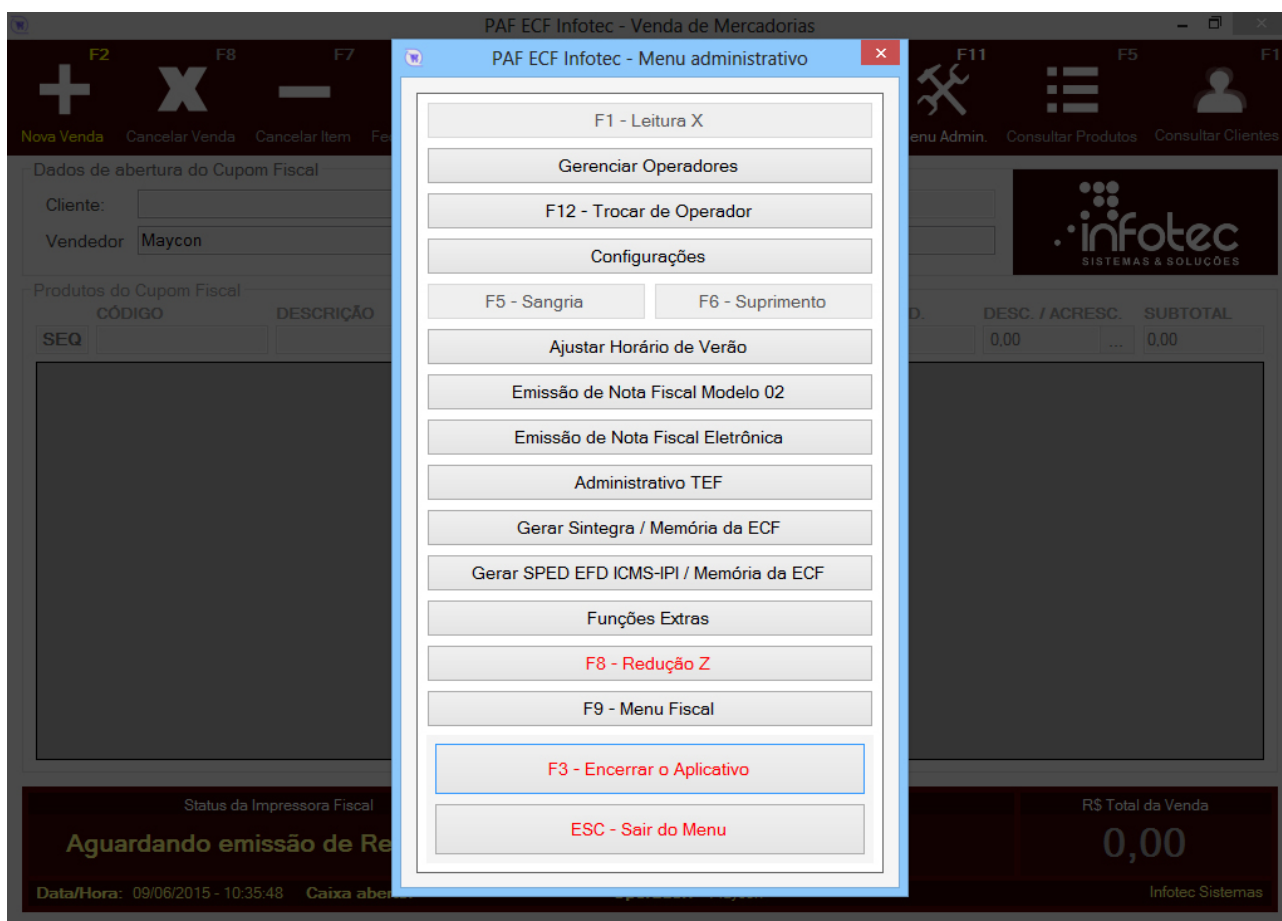 PAF ECF Infotec - Venda de Mercadorias
F2 F8 F7 F11 F5 F1
Nova Venda Cancelar Venda Cancelar Item Admin. Consultar Produtos Consultar Clientes
PAF ECF Infotec - Menu administrativo
F1 - Leitura X
Gerenciar Operadores
F12 - Trocar de Operador
Configurações
F5 - Sangria F6 - Suprimento
Ajustar Horário de Verão
Emissão de Nota Fiscal Modelo 02
Emissão de Nota Fiscal Eletrônica
Administrativo TEF
Gerar Sintegra / Memória da ECF
Gerar SPED EFD ICMS-IPI / Memória da ECF
Funções Extras
F8 - Redução Z
F9 - Menu Fiscal
F3 - Encerrar o Aplicativo
ESC - Sair do Menu
Dados de abertura do Cupom Fiscal
Cliente:
Vendedor Maycon
infotec
SISTEMAS & SOLUÇÕES
Produtos do Cupom Fiscal
CÓDIGO DESCRIÇÃO DESC. / ACRESC. SUBTOTAL
SEQ 0,00 ... 0,00
Status da Impressora Fiscal R$ Total da Venda
Aguardando emissão de 0,00
Data/Hora: 09/06/2015 - 10:35:48 Caixa Infotec Sistemas